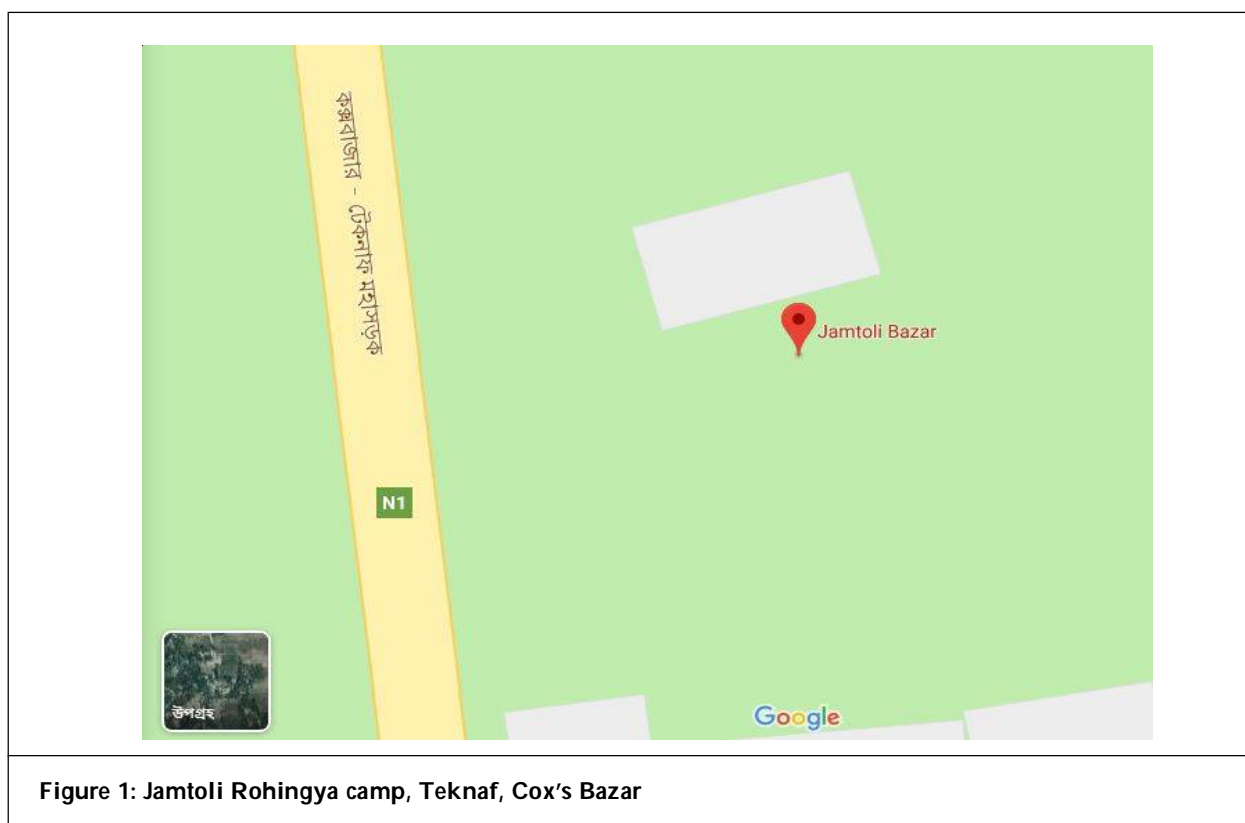 কক্সবাজার - টেকনাফ মহাসড়ক
Jamtoli Bazar
N1
উপগ্রহ
Google
Figure 1: Jamtoli Rohingya camp, Teknaf, Cox's Bazar